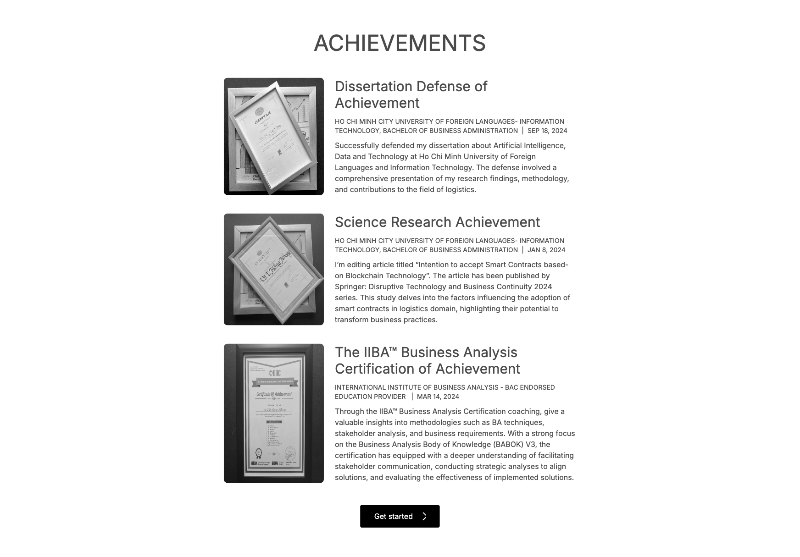 ACHIEVEMENTS
Dissertation Defense of
Achievement
HO CHI MINH CITY UNIVERSITY OF FOREIGN LANGUAGES- INFORMATION
TECHNOLOGY, BACHELOR OF BUSINESS ADMINISTRATION | SEP 18, 2024
Successfully defended my dissertation about Artificial Intelligence,
Data and Technology at Ho Chi Minh University of Foreign
Languages and Information Technology. The defense involved a
comprehensive presentation of my research findings, methodology,
and contributions to the field of logistics.
Science Research Achievement
HO CHI MINH CITY UNIVERSITY OF FOREIGN LANGUAGES- INFORMATION
TECHNOLOGY, BACHELOR OF BUSINESS ADMINISTRATION | JAN 8, 2024
I'm editing article titled "Intention to accept Smart Contracts based-
on Blockchain Technology". The article has been published by
Springer: Disruptive Technology and Business Continuity 2024
series. This study delves into the factors influencing the adoption of
smart contracts in logistics domain, highlighting their potential to
transform business practices.
The IIBA™ Business Analysis
Certification of Achievement
INTERNATIONAL INSTITUTE OF BUSINESS ANALYSIS - BAC ENDORSED
EDUCATION PROVIDER | MAR 14, 2024
Through the IIBA™ Business Analysis Certification coaching, give a
valuable insights into methodologies such as BA techniques,
stakeholder analysis, and business requirements. With a strong focus
on the Business Analysis Body of Knowledge (BABOK) V3, the
certification has equipped with a deeper understanding of facilitating
stakeholder communication, conducting strategic analyses to align
solutions, and evaluating the effectiveness of implemented solutions.
Get started